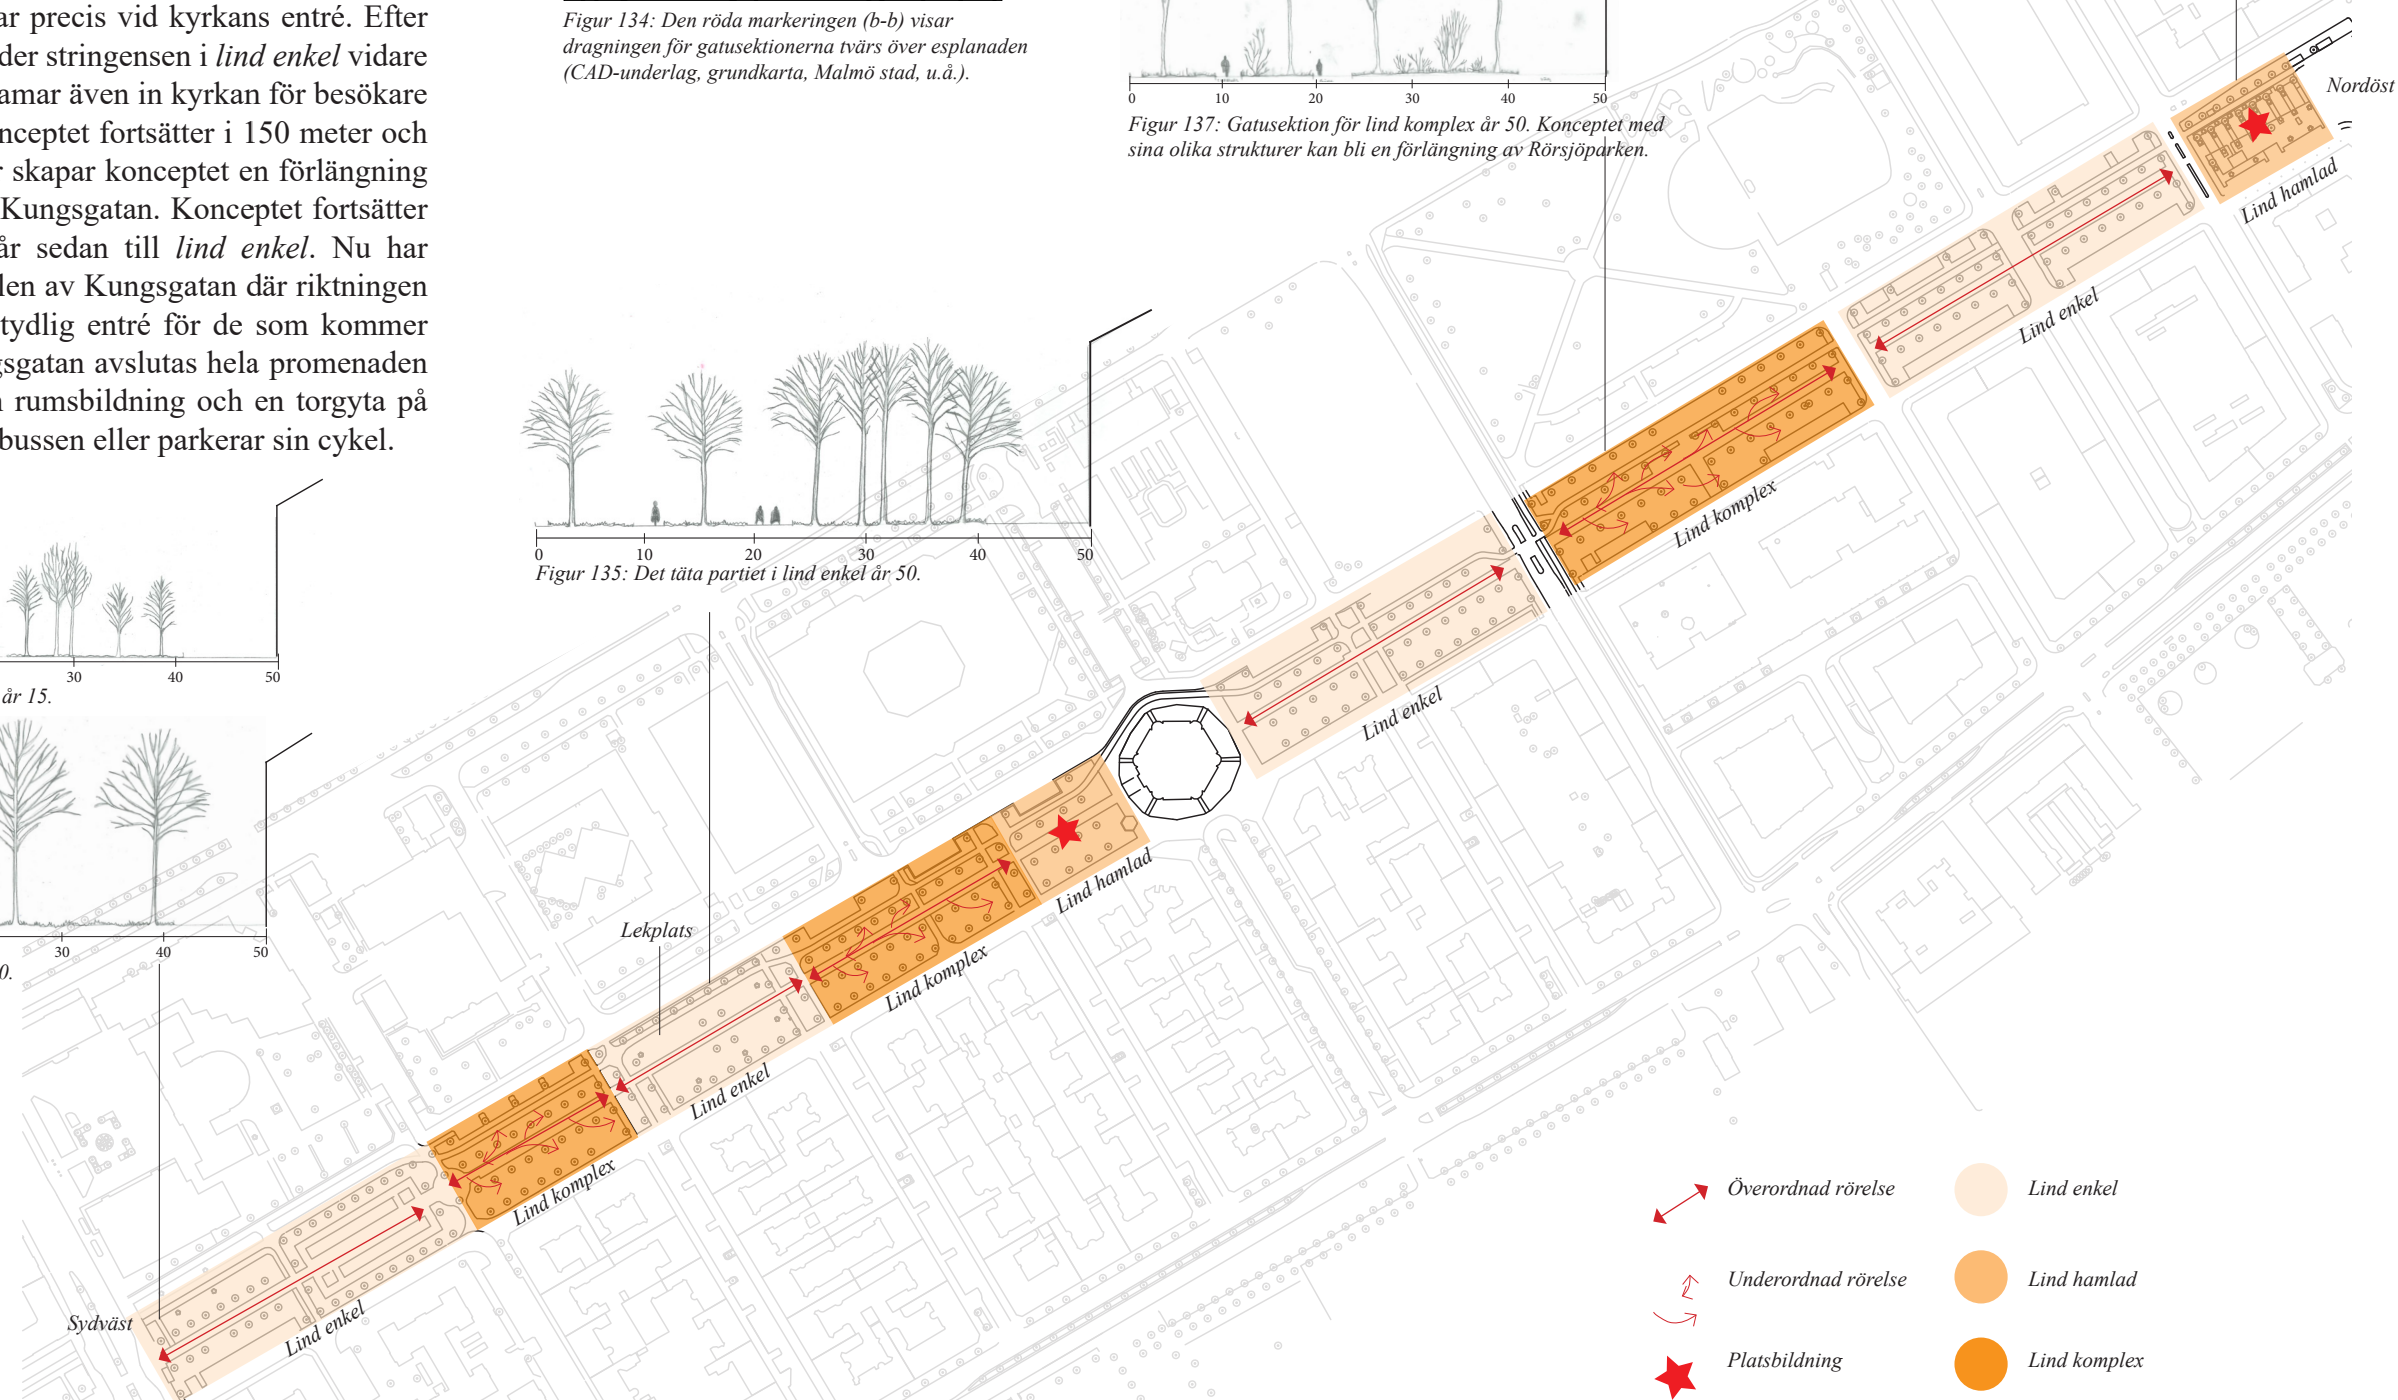 ar precis vid kyrkans entré. Efter
der stringensen i lind enkel vidare
amar även in kyrkan för besökare
nceptet fortsätter i 150 meter och
r skapar konceptet en förlängning
Kungsgatan. Konceptet fortsätter
år sedan till lind enkel. Nu har
len av Kungsgatan där riktningen
tydlig entré för de som kommer
gsgatan avslutas hela promenaden
n rumsbildning och en torgyta på
bussen eller parkerar sin cykel.
Figur 134: Den röda markeringen (b-b) visar
dragningen för gatusektionerna tvärs över esplanaden
(CAD-underlag, grundkarta, Malmö stad, u.å.).
0 10 20 30 40 50
Figur 137: Gatusektion för lind komplex år 50. Konceptet med
sina olika strukturer kan bli en förlängning av Rörsjöparken.
0 10 20 30 40 50
Figur 135: Det täta partiet i lind enkel år 50.
30 40 50
år 15.
30 40 50
0.
Nordöst
Lind hamlad
Lind enkel
Lind komplex
Lind enkel
Lind hamlad
Lind komplex
Lekplats
Lind enkel
Lind komplex
Lind enkel
Sydväst
Överordnad rörelse
Underordnad rörelse
Platsbildning
Lind enkel
Lind hamlad
Lind komplex